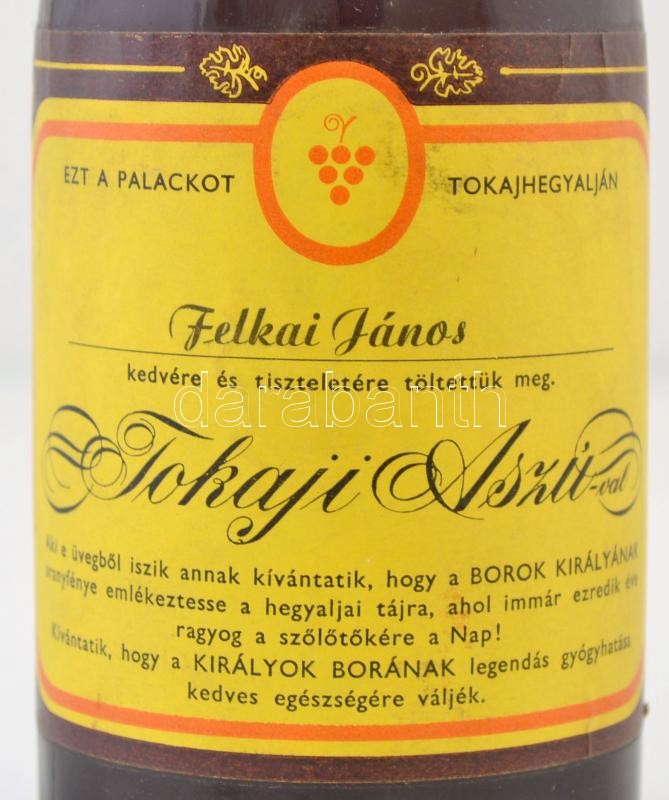 EZT A PALACKOT TOKAJHEGYALJÁN
Felkai János
kedvére és tiszteletére töltettük meg.
darabanth
Tokaji Aszú-val
Aki e üvegből iszik annak kívántatik, hogy a BOROK KIRÁLYÁNAK
aranyfénye emlékeztesse a hegyaljai tájra, ahol immár ezredik éve
ragyog a szőlőtőkére a Nap!
Kívántatik, hogy a KIRÁLYOK BORÁNAK legendás gyógyhatása
kedves egészségére váljék.